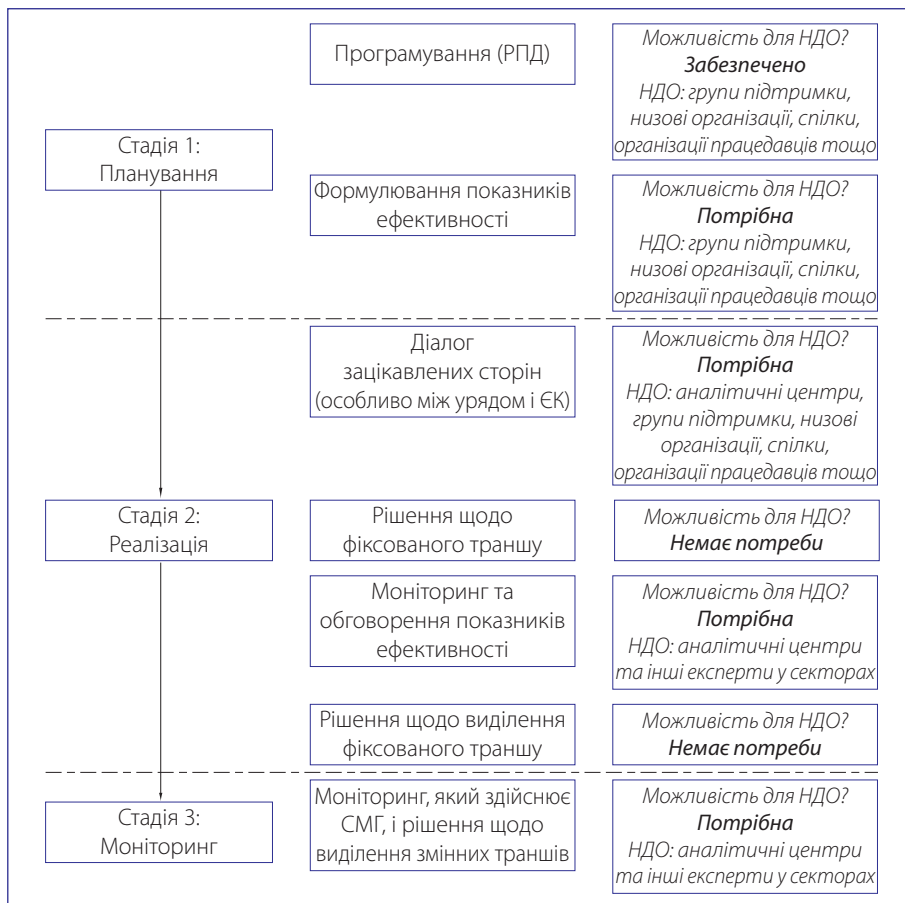 Програмування (РПД)
Можливість для НДО?
Забезпечено
НДО: групи підтримки,
низові організації, спілки,
організації працедавців тощо
Стадія 1:
Планування
Формулювання показників
ефективності
Можливість для НДО?
Потрібна
НДО: групи підтримки,
низові організації, спілки,
організації працедавців тощо
Діалог
зацікавлених сторін
(особливо між урядом і ЄК)
Можливість для НДО?
Потрібна
НДО: аналітичні центри,
групи підтримки, низові
організації, спілки,
організації працедавців тощо
Стадія 2:
Реалізація
Рішення щодо
фіксованого траншу
Можливість для НДО?
Немає потреби
Моніторинг та
обговорення показників
ефективності
Можливість для НДО?
Потрібна
НДО: аналітичні центри
та інші експерти у секторах
Рішення щодо виділення
фіксованого траншу
Можливість для НДО?
Немає потреби
Стадія 3:
Моніторинг
Моніторинг, який здійснює
СМГ, і рішення щодо
виділення змінних траншів
Можливість для НДО?
Потрібна
НДО: аналітичні центри
та інші експерти у секторах